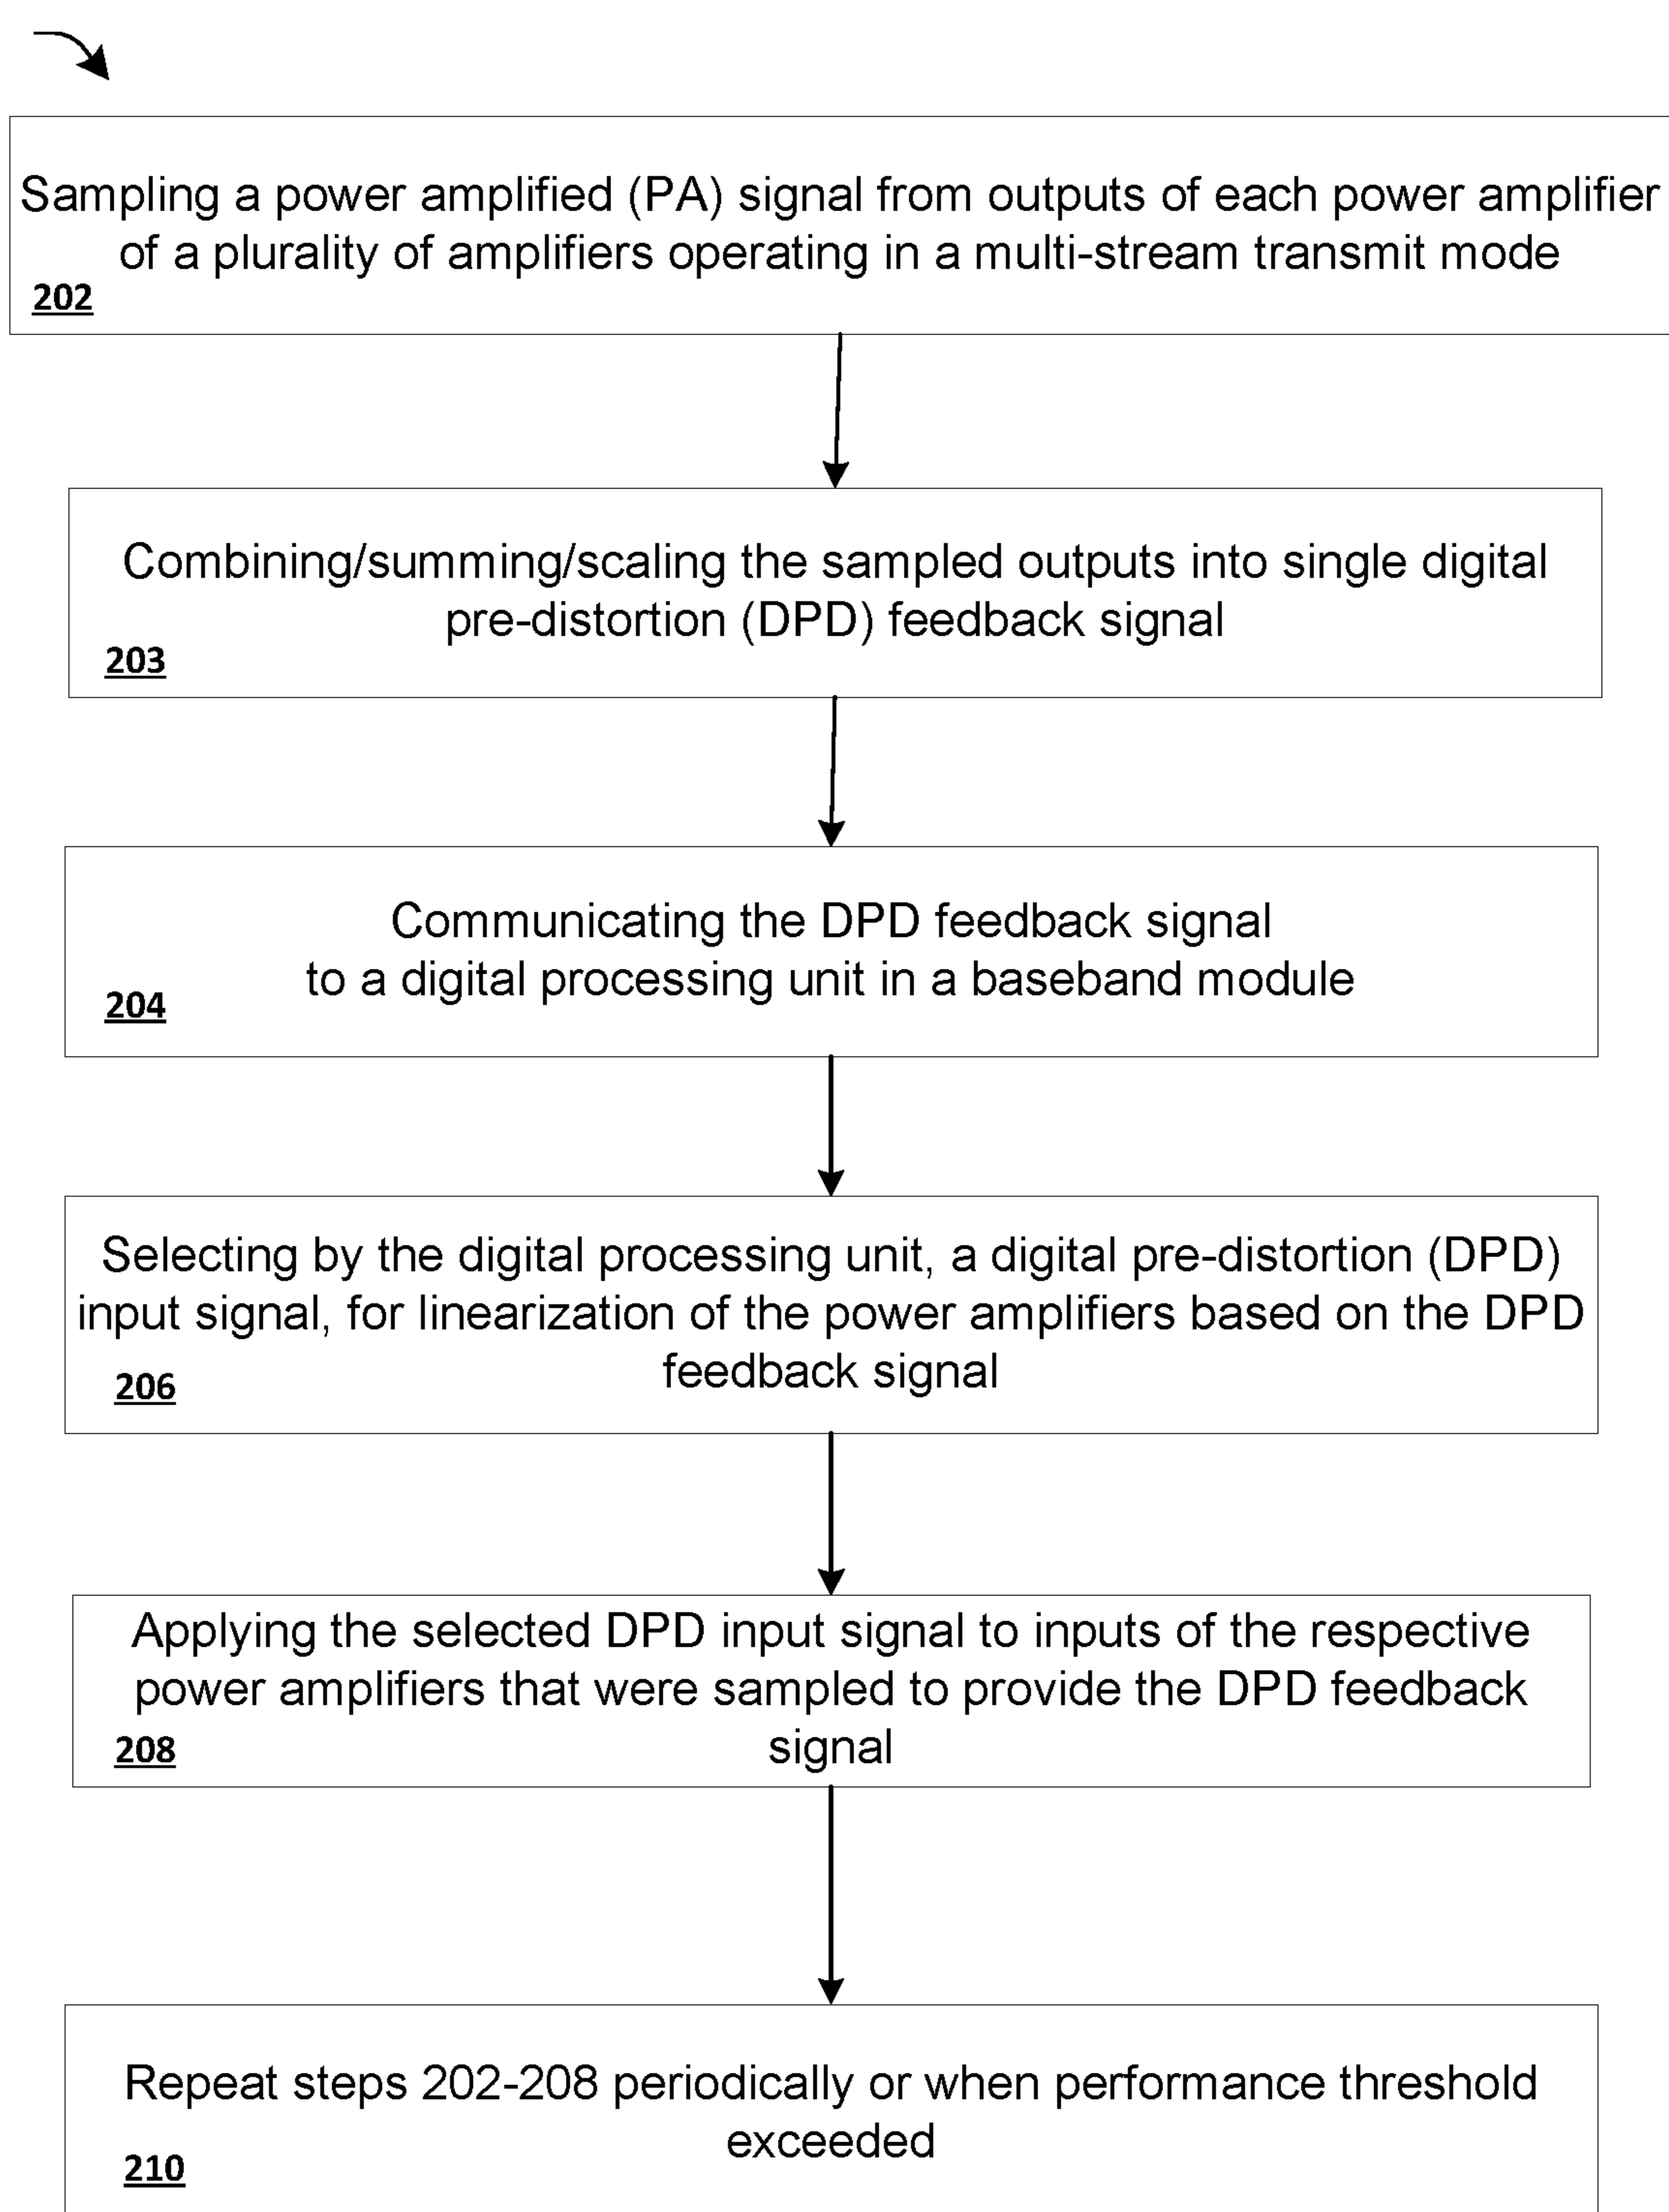 Sampling a power amplified (PA) signal from outputs of each power amplifier
of a plurality of amplifiers operating in a multi-stream transmit mode
202
Combining/summing/scaling the sampled outputs into single digital
pre-distortion (DPD) feedback signal
203
Communicating the DPD feedback signal
to a digital processing unit in a baseband module
204
Selecting by the digital processing unit, a digital pre-distortion (DPD)
input signal, for linearization of the power amplifiers based on the DPD
feedback signal
206
Applying the selected DPD input signal to inputs of the respective
power amplifiers that were sampled to provide the DPD feedback
signal
208
Repeat steps 202-208 periodically or when performance threshold
exceeded
210